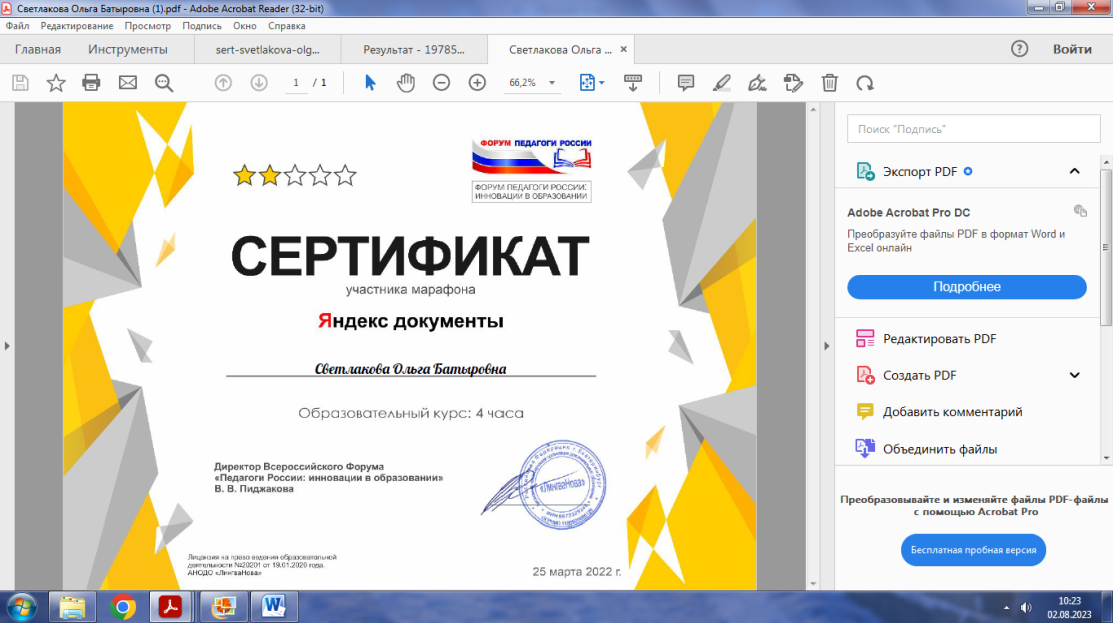 Светлакова Ольга Батыровна (1).pdf - Adobe Acrobat Reader (32-bit)
Файл Редактирование Просмотр Подпись Окно Справка
Главная Инструменты sert-svetlakova-olg... Результат - 19785... Светлакова Ольга ... × Войти
1 / 1 66,2%
Поиск "Подпись"
Экспорт PDF
Adobe Acrobat Pro DC
Преобразуйте файлы PDF в формат Word и
Excel онлайн
Подробнее
Редактировать PDF
Создать PDF
Добавить комментарий
Объединить файлы
Преобразовывайте и изменяйте файлы PDF-файлы
с помощью Acrobat Pro
Бесплатная пробная версия
ФОРУМ ПЕДАГОГИ РОССИИ
ФОРУМ ПЕДАГОГИ РОССИИ:
ИННОВАЦИИ В ОБРАЗОВАНИИ
СЕРТИФИКАТ
участника марафона
Яндекс документы
Светлакова Ольга Батыровна
Образовательный курс: 4 часа
Директор Всероссийского Форума
«Педагоги России: инновации в образовании»
В. В. Пиджакова
«ЛингваНова»
Лицензия на право ведения образовательной
деятельности №20201 от 19.01.2020 года.
АНОДО «ЛингваНова»
25 марта 2022 г.
10:23
02.08.2023